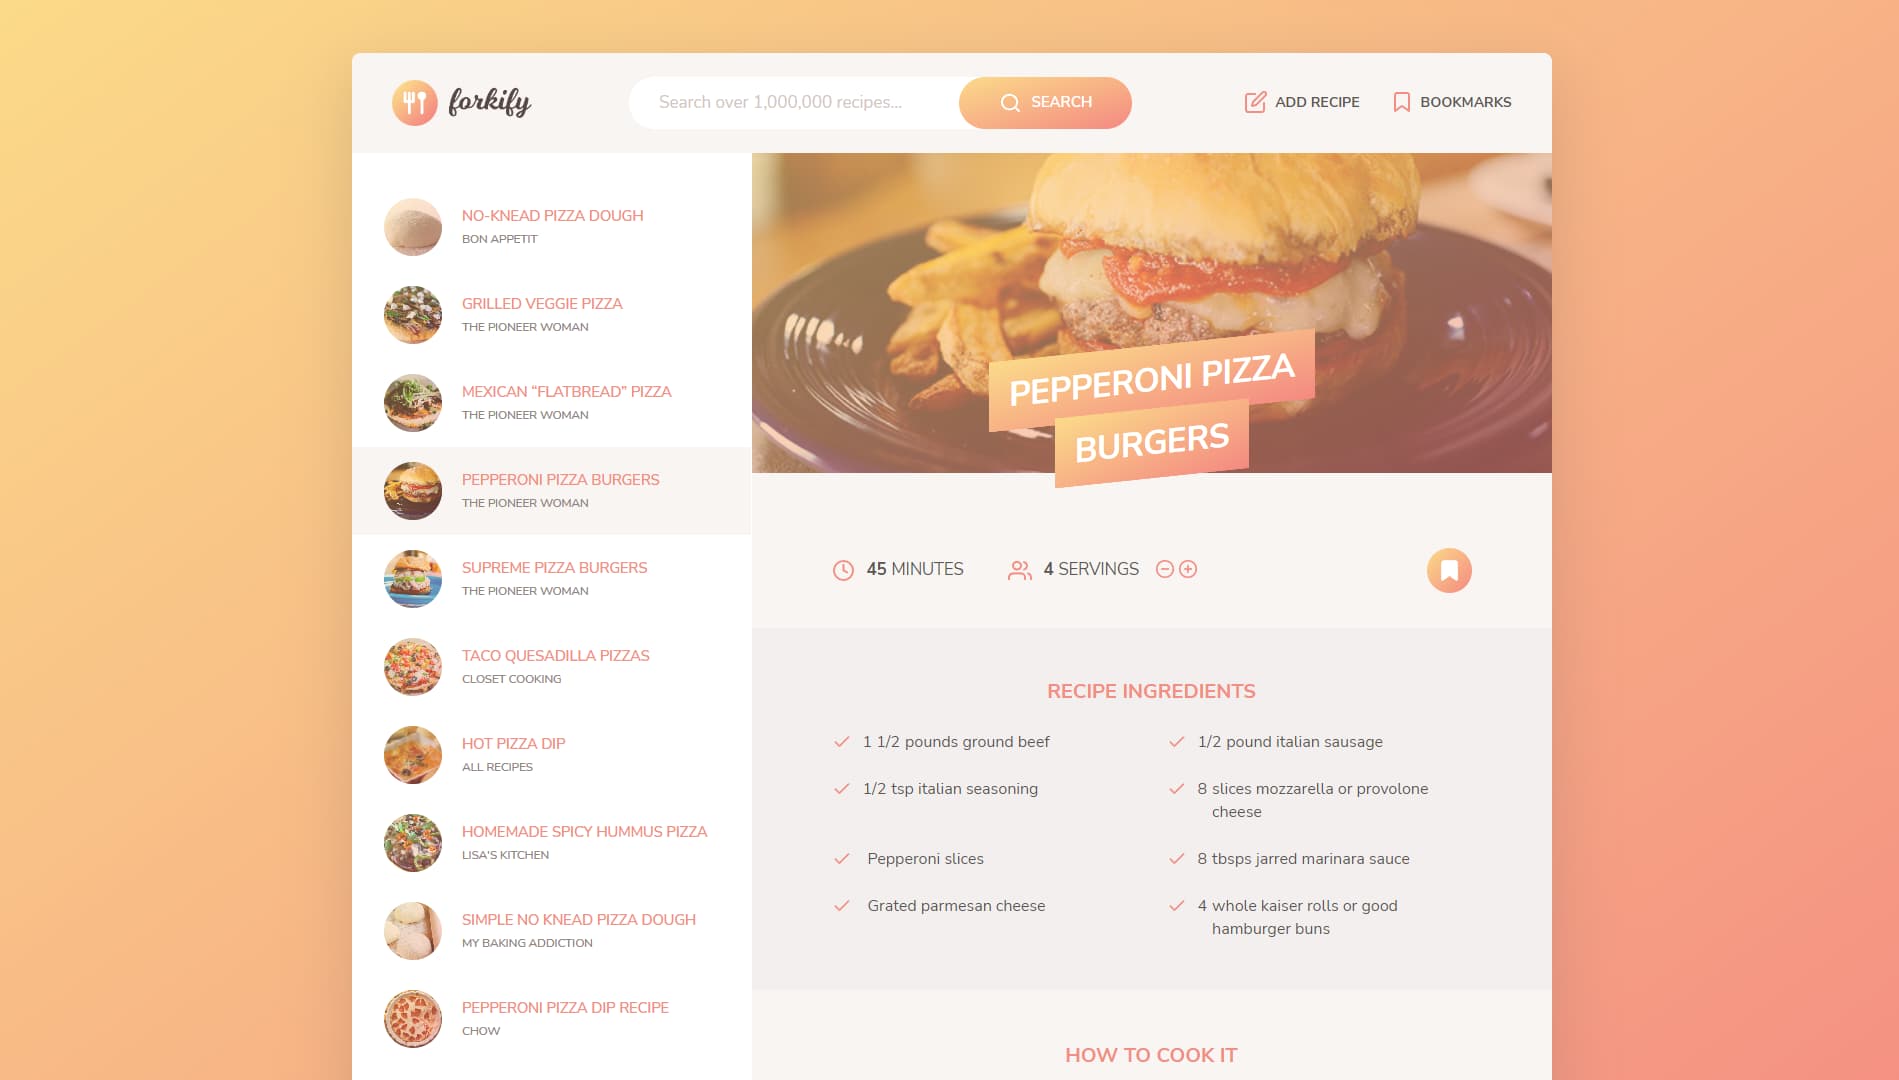 forkify
Search over 1,000,000 recipes...
SEARCH
ADD RECIPE
BOOKMARKS
NO-KNEAD PIZZA DOUGH
BON APPETIT
GRILLED VEGGIE PIZZA
THE PIONEER WOMAN
MEXICAN “FLATBREAD” PIZZA
THE PIONEER WOMAN
PEPPERONI PIZZA BURGERS
THE PIONEER WOMAN
SUPREME PIZZA BURGERS
THE PIONEER WOMAN
TACO QUESADILLA PIZZAS
CLOSET COOKING
HOT PIZZA DIP
ALL RECIPES
HOMEMADE SPICY HUMMUS PIZZA
LISA'S KITCHEN
SIMPLE NO KNEAD PIZZA DOUGH
MY BAKING ADDICTION
PEPPERONI PIZZA DIP RECIPE
CHOW
PEPPERONI PIZZA
BURGERS
45 MINUTES
4 SERVINGS
RECIPE INGREDIENTS
1 1/2 pounds ground beef
1/2 pound italian sausage
1/2 tsp italian seasoning
8 slices mozzarella or provolone
cheese
Pepperoni slices
8 tbsps jarred marinara sauce
Grated parmesan cheese
4 whole kaiser rolls or good
hamburger buns
HOW TO COOK IT